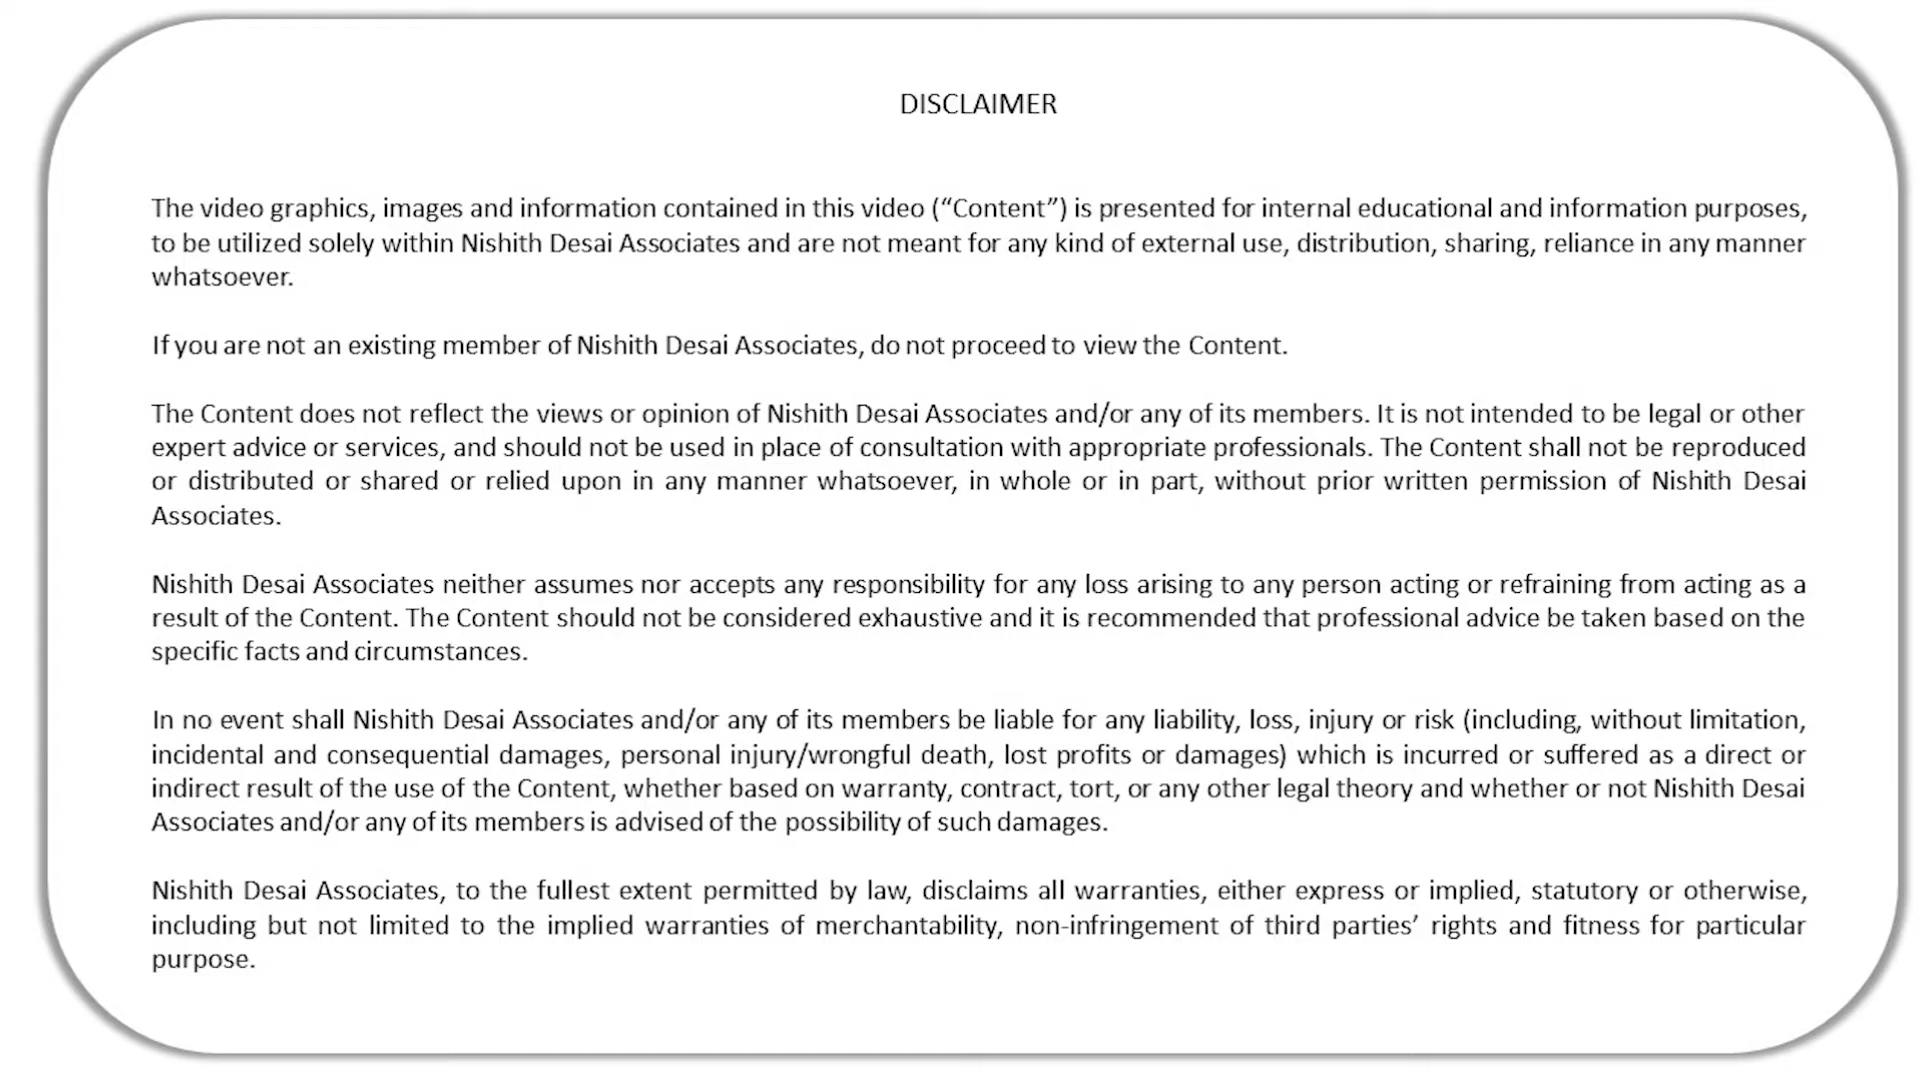 DISCLAIMER
The video graphics, images and information contained in this video (“Content”) is presented for internal educational and information purposes,
to be utilized solely within Nishith Desai Associates and are not meant for any kind of external use, distribution, sharing, reliance in any manner
whatsoever.
If you are not an existing member of Nishith Desai Associates, do not proceed to view the Content.
The Content does not reflect the views or opinion of Nishith Desai Associates and/or any of its members. It is not intended to be legal or other
expert advice or services, and should not be used in place of consultation with appropriate professionals. The Content shall not be reproduced
or distributed or shared or relied upon in any manner whatsoever, in whole or in part, without prior written permission of Nishith Desai
Associates.
Nishith Desai Associates neither assumes nor accepts any responsibility for any loss arising to any person acting or refraining from acting as a
result of the Content. The Content should not be considered exhaustive and it is recommended that professional advice be taken based on the
specific facts and circumstances.
In no event shall Nishith Desai Associates and/or any of its members be liable for any liability, loss, injury or risk (including, without limitation,
incidental and consequential damages, personal injury/wrongful death, lost profits or damages) which is incurred or suffered as a direct or
indirect result of the use of the Content, whether based on warranty, contract, tort, or any other legal theory and whether or not Nishith Desai
Associates and/or any of its members is advised of the possibility of such damages.
Nishith Desai Associates, to the fullest extent permitted by law, disclaims all warranties, either express or implied, statutory or otherwise,
including but not limited to the implied warranties of merchantability, non-infringement of third parties’ rights and fitness for particular
purpose.